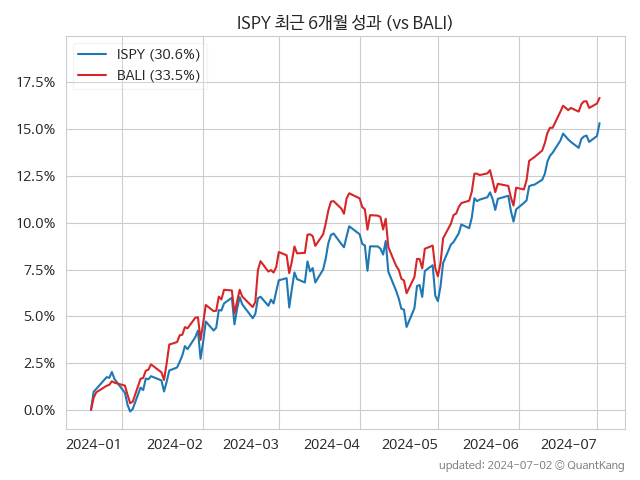 ISPY 최근 6개월 성과 (vs BALI)
ISPY (30.6%)
BALI (33.5%)
17.5%
15.0%
12.5%
10.0%
7.5%
5.0%
2.5%
0.0%
2024-01 2024-02 2024-03 2024-04 2024-05 2024-06 2024-07
updated: 2024-07-02 © QuantKang